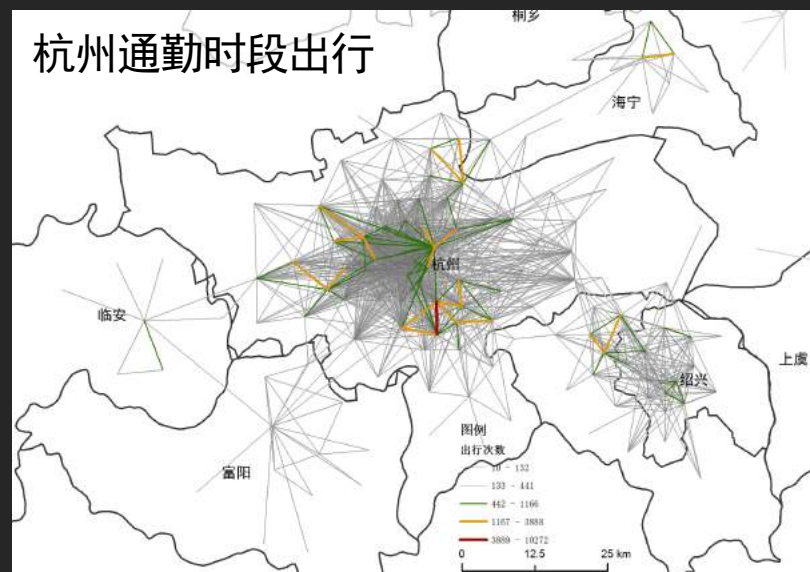 杭州通勤时段出行
桐乡
海宁
杭州
临安
上虞
绍兴
富阳
图例
出行次数
10 - 132
133 - 441
442 - 1166
1167 - 3888
3889 - 10272
0 12.5 25 km